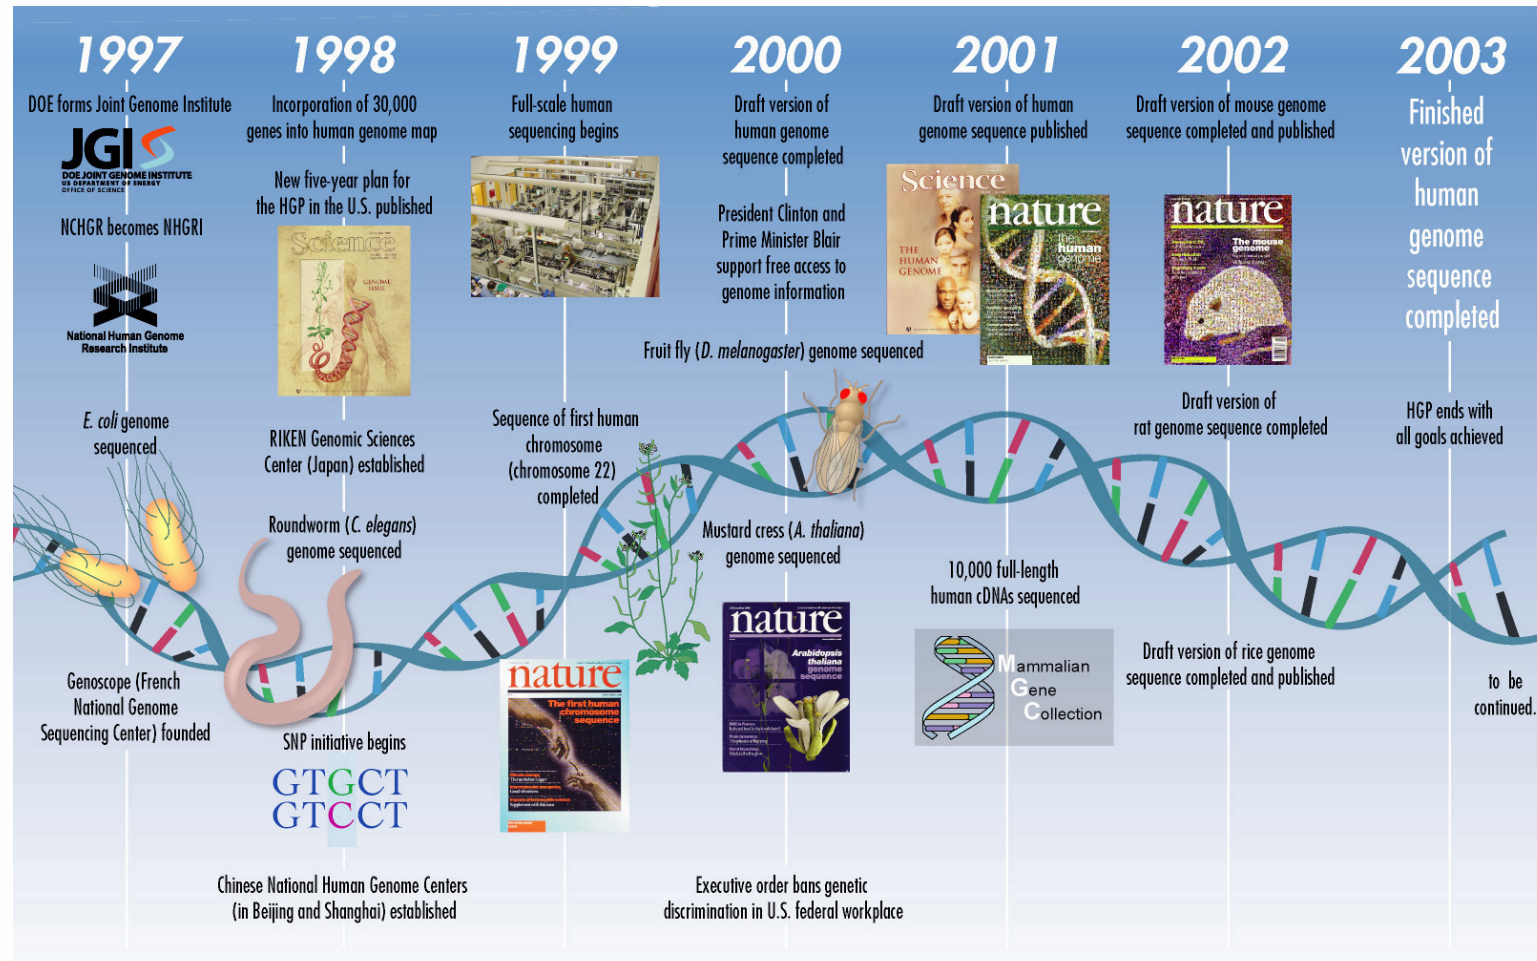 1997
DOE forms Joint Genome Institute
JGI
DOE JOINT GENOME INSTITUTE
US DEPARTMENT OF ENERGY
OFFICE OF SCIENCE
NCHGR becomes NHGRI
National Human Genome
Research Institute
E. coli genome
sequenced
Genoscope (French
National Genome
Sequencing Center) founded
1998
Incorporation of 30,000
genes into human genome map
New five-year plan for
the HGP in the U.S. published
Science
GENOME
ISSUE
RIKEN Genomic Sciences
Center (Japan) established
Roundworm (C. elegans)
genome sequenced
SNP initiative begins
GTGCT
GTCCT
Chinese National Human Genome Centers
(in Beijing and Shanghai) established
1999
Full-scale human
sequencing begins
Sequence of first human
chromosome
(chromosome 22)
completed
nature
The first human
chromosome
sequence
2000
Draft version of
human genome
sequence completed
President Clinton and
Prime Minister Blair
support free access to
genome information
Fruit fly (D. melanogaster) genome sequenced
Mustard cress (A. thaliana)
genome sequenced
nature
Arabidopsis
thaliana
genome
sequence
Executive order bans genetic
discrimination in U.S. federal workplace
2001
Draft version of human
genome sequence published
Science
THE
HUMAN
GENOME
nature
the
human
genome
10,000 full-length
human cDNAs sequenced
Mammalian
Gene
Collection
2002
Draft version of mouse genome
sequence completed and published
nature
The mouse
genome
Draft version of
rat genome sequence completed
Draft version of rice genome
sequence completed and published
2003
Finished
version of
human
genome
sequence
completed
HGP ends with
all goals achieved
to be
continued.